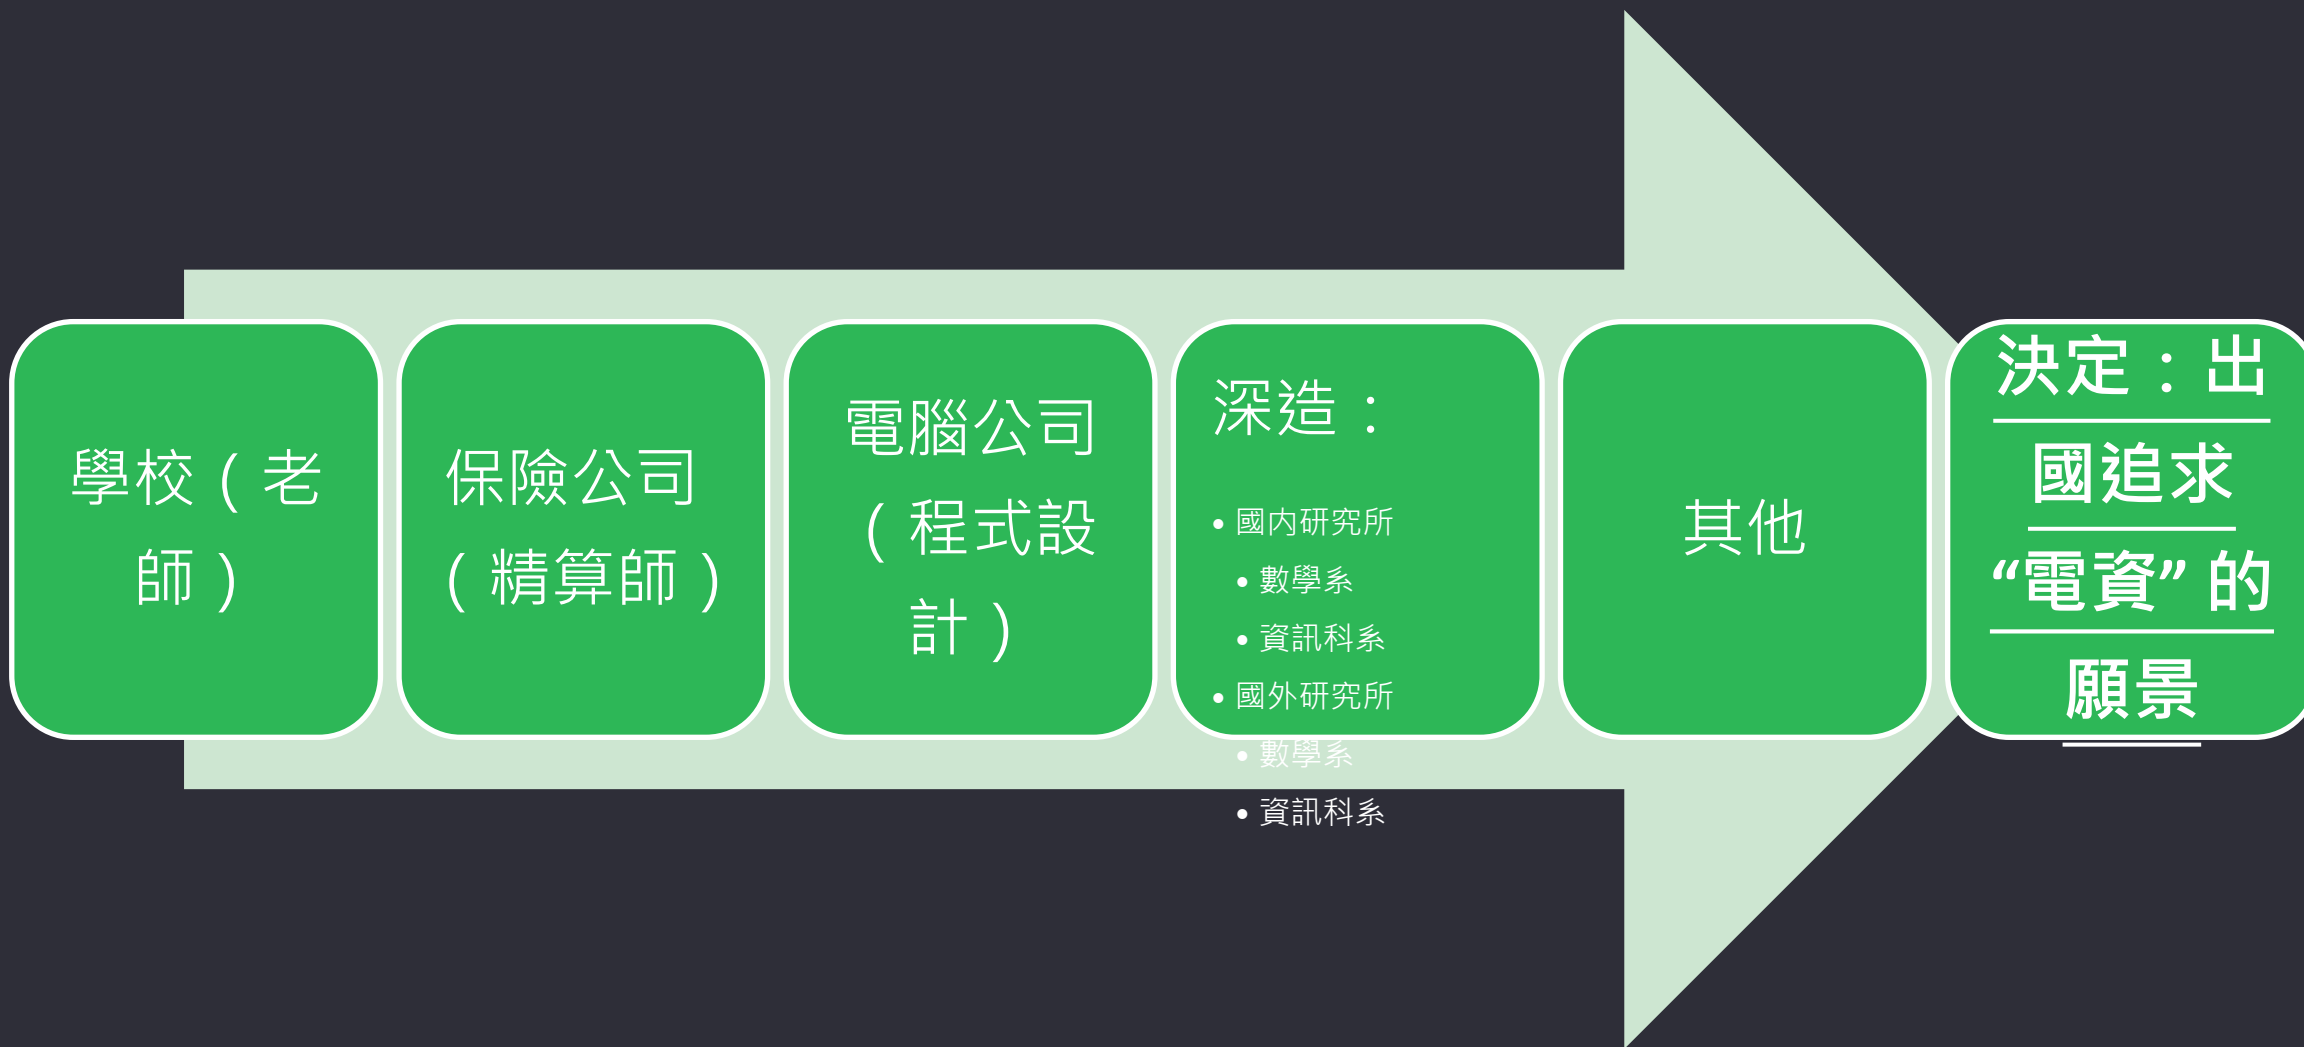 學校（老
師）
保險公司
（精算師）
電腦公司
（程式設
計）
深造：
• 國内研究所
• 數學系
• 資訊科系
• 國外研究所
• 數學系
• 資訊科系
其他
決定：出
國追求
“電資” 的
願景